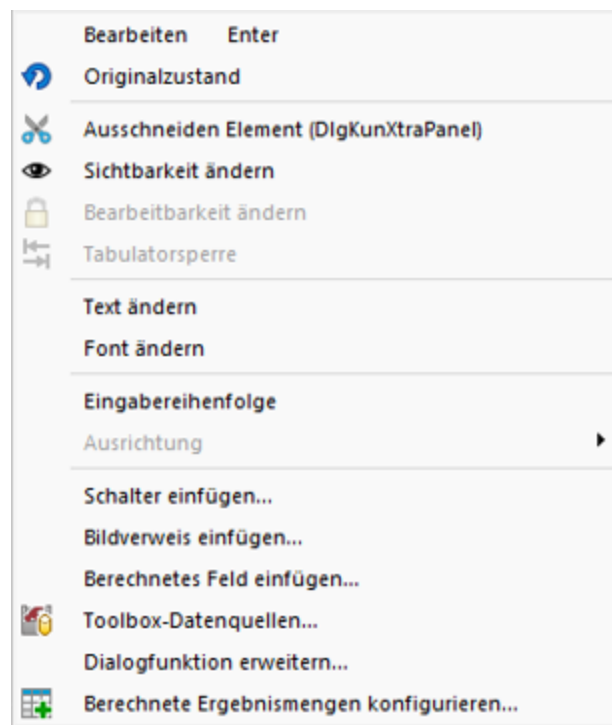 Bearbeiten Enter
Originalzustand
Ausschneiden Element (DlgKunXtraPanel)
Sichtbarkeit ändern
Bearbeitbarkeit ändern
Tabulatorsperre
Text ändern
Font ändern
Eingabereihenfolge
Ausrichtung
Schalter einfügen...
Bildverweis einfügen...
Berechnetes Feld einfügen...
Toolbox-Datenquellen...
Dialogfunktion erweitern...
Berechnete Ergebnismengen konfigurieren...